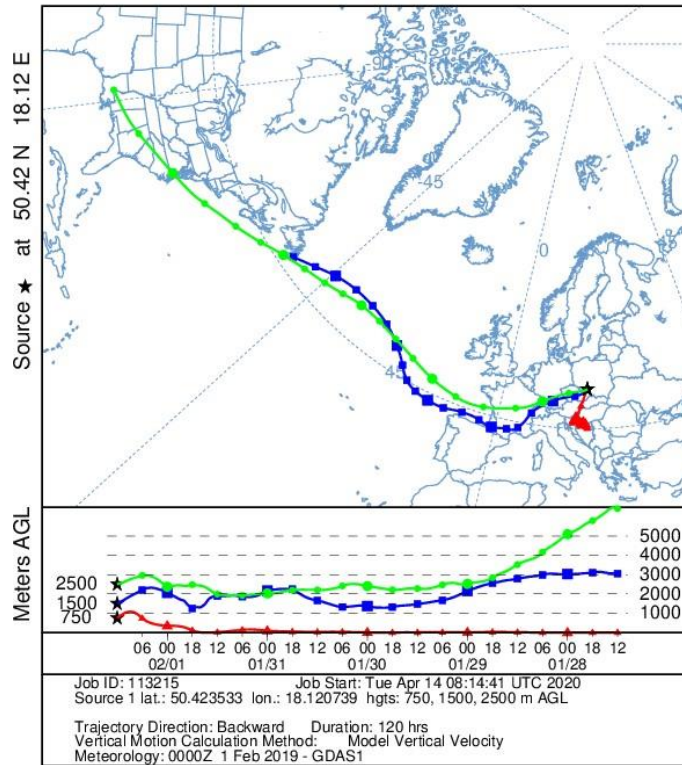 Source ★ at 50.42 N 18.12 E
90
-45
0
45
Meters AGL
5000
4000
3000
2000
1000
2500
1500
750
06 00 18 12 06 00 18 12 06 00 18 12 06 00 18 12 06 00 18 12
02/01 01/31 01/30 01/29 01/28
Job ID: 113215 Job Start: Tue Apr 14 08:14:41 UTC 2020
Source 1 lat.: 50.423533 lon.: 18.120739 hgts: 750, 1500, 2500 m AGL
Trajectory Direction: Backward Duration: 120 hrs
Vertical Motion Calculation Method: Model Vertical Velocity
Meteorology: 0000Z 1 Feb 2019 - GDAS1